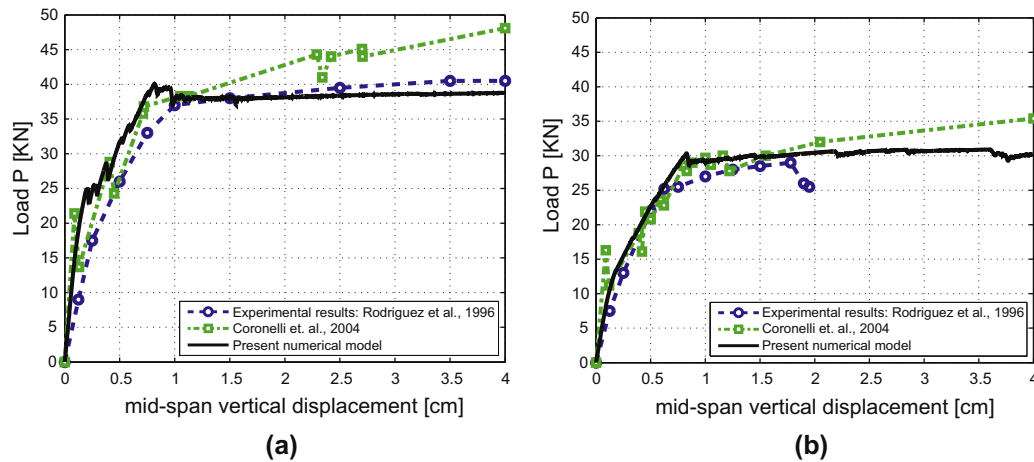 50
45
40
35
30
25
20
15
10
5
0
Load P [KN]
0 0.5 1 1.5 2 2.5 3 3.5 4
mid-span vertical displacement [cm]
Experimental results: Rodriguez et al., 1996
Coronelli et. al., 2004
Present numerical model
(a)
50
45
40
35
30
25
20
15
10
5
0
Load P [KN]
0 0.5 1 1.5 2 2.5 3 3.5 4
mid-span vertical displacement [cm]
Experimental results: Rodriguez et al., 1996
Coronelli et. al., 2004
Present numerical model
(b)